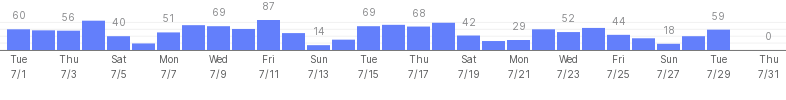 60 56 40 51 69 87 14 69 68 42 29 52 44 18 59 0
Tue Thu Sat Mon Wed Fri Sun Tue Thu Sat Mon Wed Fri Sun Tue Thu
7/1 7/3 7/5 7/7 7/9 7/11 7/13 7/15 7/17 7/19 7/21 7/23 7/25 7/27 7/29 7/31